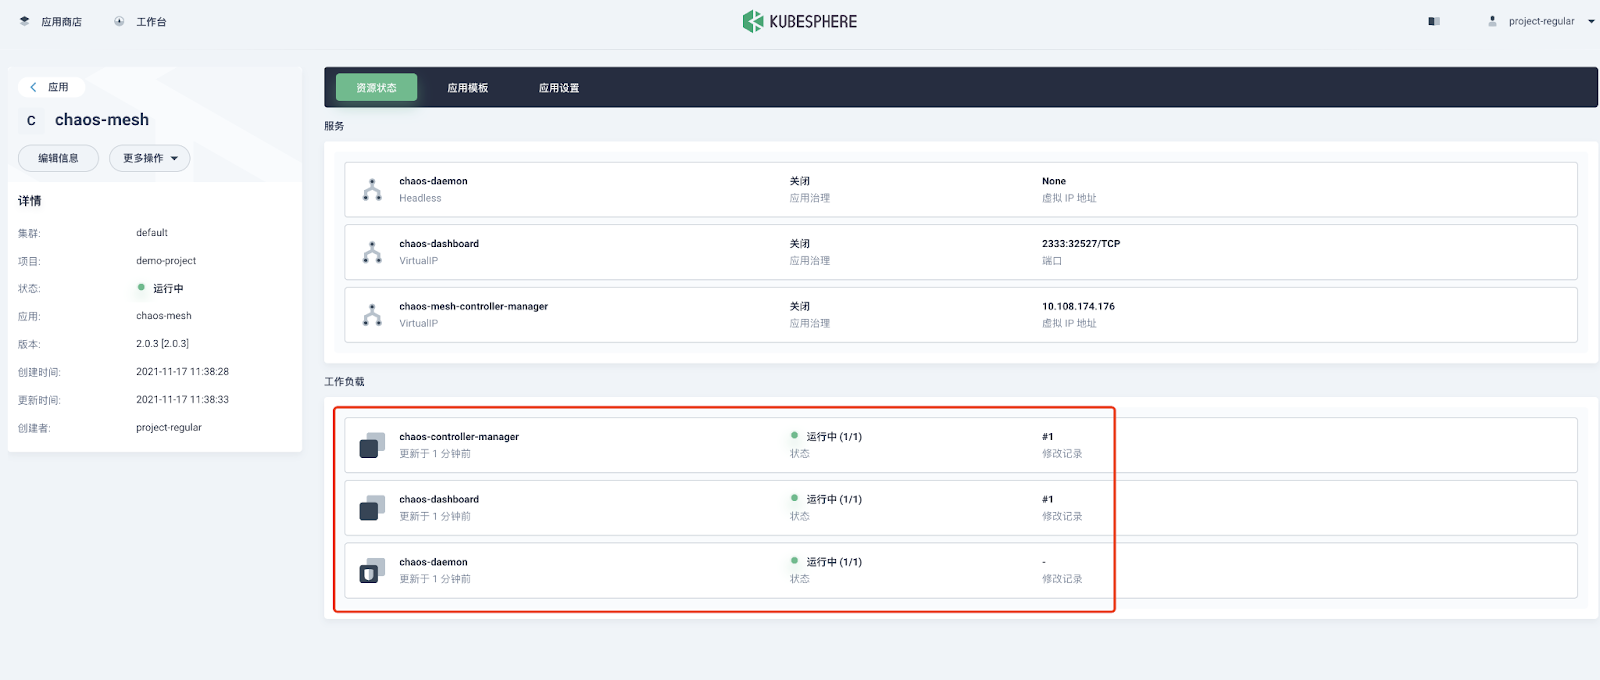 应用商店 工作台 KUBESPHERE project-regular
应用
C chaos-mesh
编辑信息 更多操作
详情
集群: default
项目: demo-project
状态: 运行中
应用: chaos-mesh
版本: 2.0.3 [2.0.3]
创建时间: 2021-11-17 11:38:28
更新时间: 2021-11-17 11:38:33
创建者: project-regular
资源状态 应用模板 应用设置
服务
chaos-daemon 关闭 None
Headless 应用治理 虚拟 IP 地址
chaos-dashboard 关闭 2333:32527/TCP
VirtualIP 应用治理 端口
chaos-mesh-controller-manager 关闭 10.108.174.176
VirtualIP 应用治理 虚拟 IP 地址
工作负载
chaos-controller-manager 运行中 (1/1) #1
更新于 1 分钟前 状态 修改记录
chaos-dashboard 运行中 (1/1) #1
更新于 1 分钟前 状态 修改记录
chaos-daemon 运行中 (1/1) -
更新于 1 分钟前 状态 修改记录